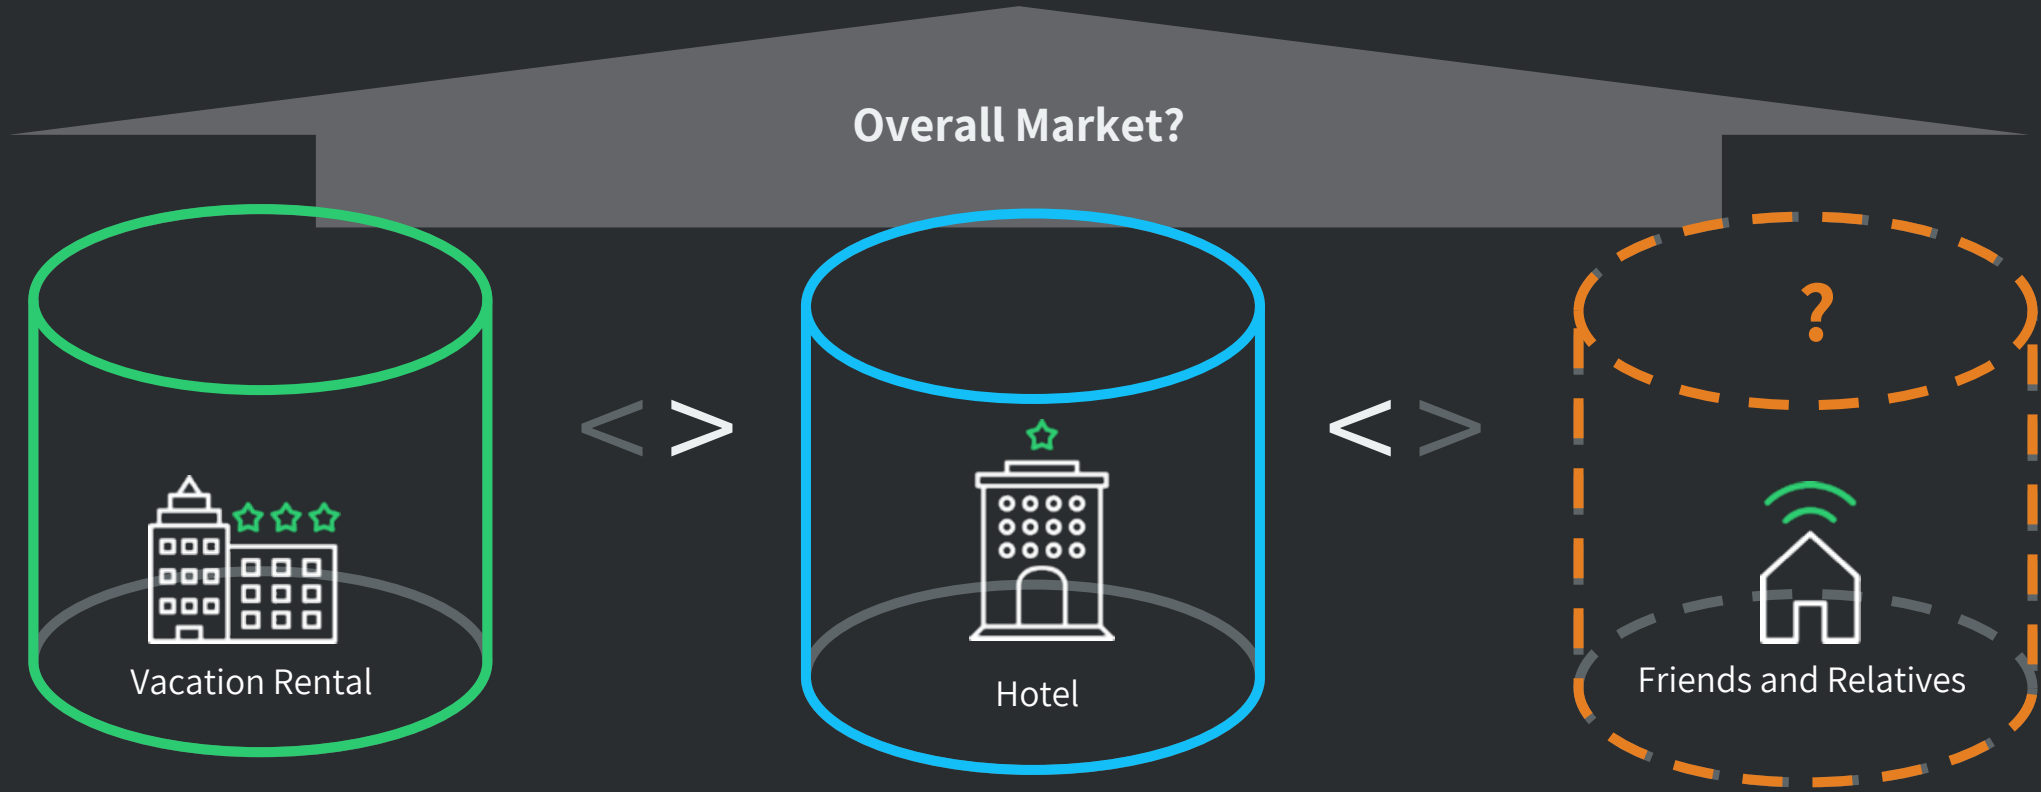 Overall Market?
?
< >
< >
Vacation Rental
Hotel
Friends and Relatives